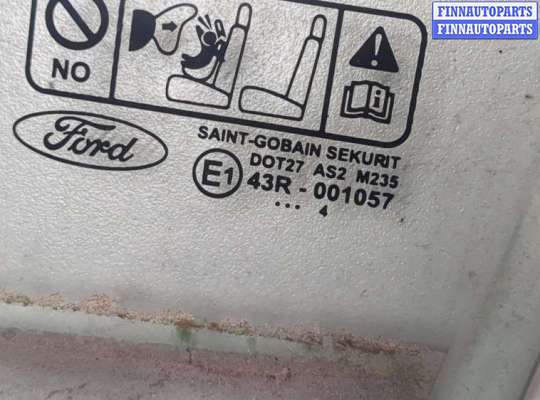 FINNAUTOPARTS
FINNAUTOPARTS
NO
Ford
SAINT-GOBAIN SEKURIT
DOT27 AS2 M235
E1 43R - 001057
... 4